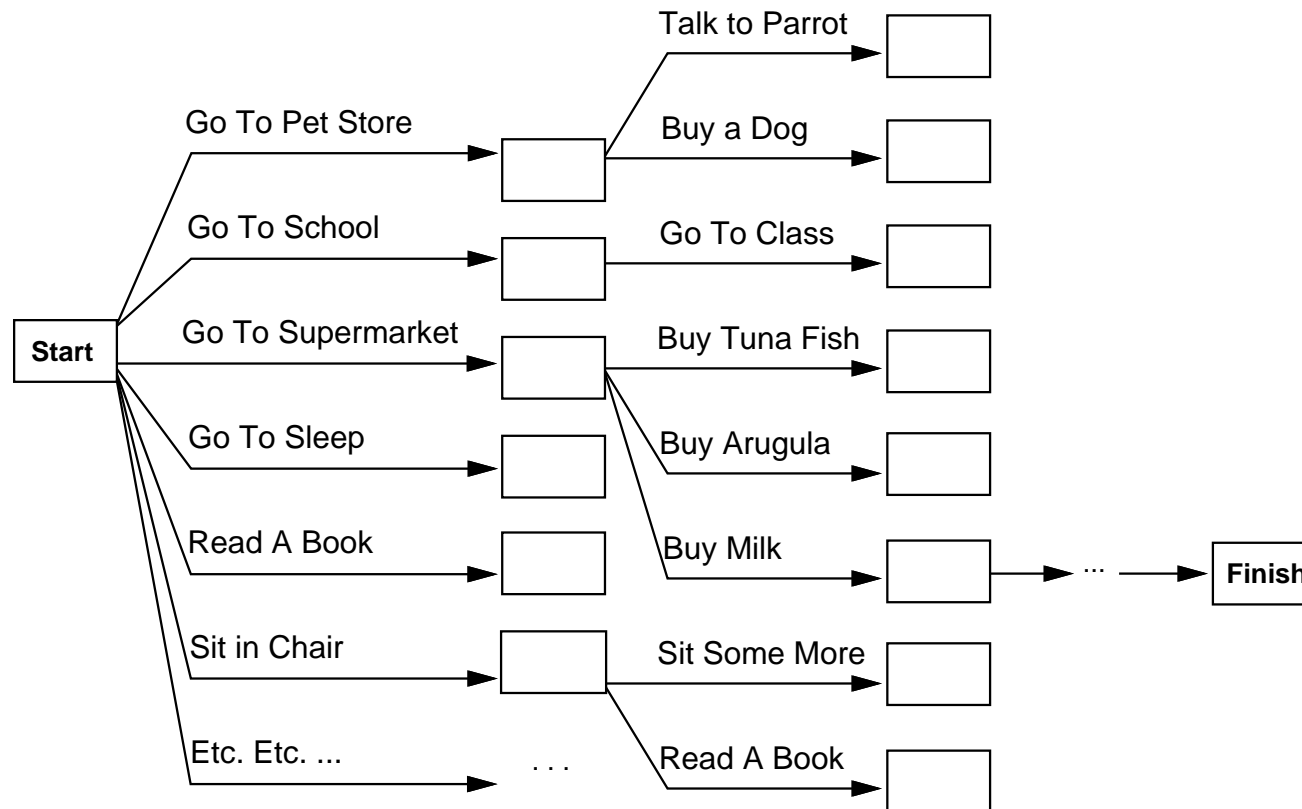 Talk to Parrot
Go To Pet Store
Buy a Dog
Go To School
Go To Class
Start
Go To Supermarket
Buy Tuna Fish
Go To Sleep
Buy Arugula
Read A Book
Buy Milk
...
Finish
Sit in Chair
Sit Some More
Etc. Etc. ...
. . .
Read A Book